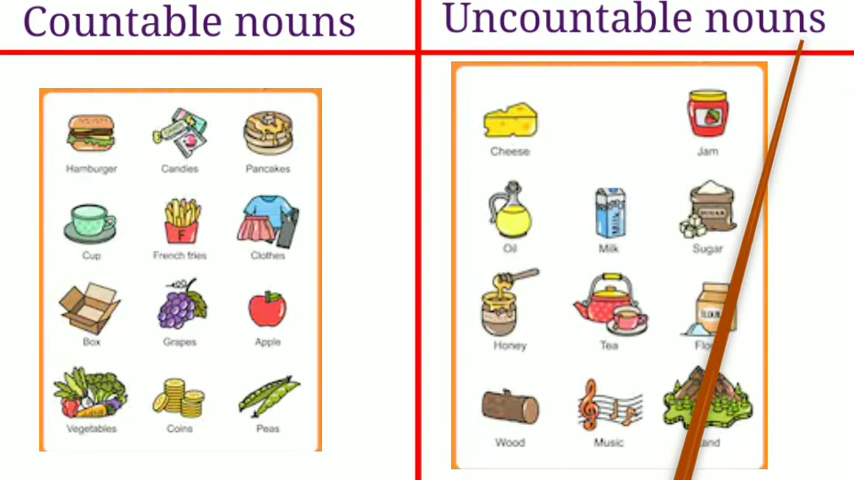 Countable nouns
Uncountable nouns
Hamburger
Candies
Pancakes
Cup
French fries
Clothes
Box
Grapes
Apple
Vegetables
Coins
Peas
Cheese
Jam
Oil
Milk
Sugar
Honey
Tea
Wood
Music